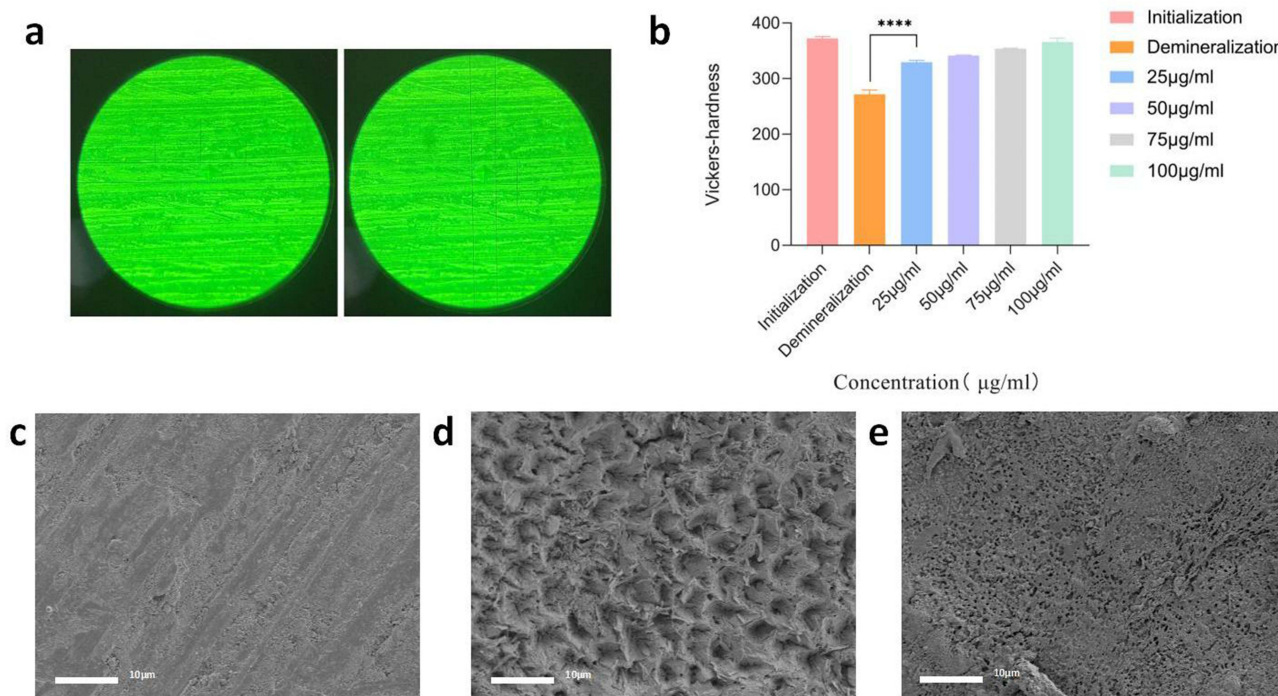 a
b
400
300
200
100
0
Vickers-hardness
****
Initialization
Demineralization
25μg/ml
50μg/ml
75μg/ml
100μg/ml
Concentration( μg/ml)
Initialization
Demineralization
25μg/ml
50μg/ml
75μg/ml
100μg/ml
c
10μm
d
10μm
e
10μm